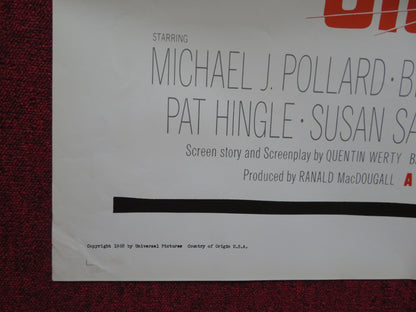 STARRING
MICHAEL J. POLLARD · B
PAT HINGLE · SUSAN SA
Screen story and Screenplay by QUENTIN WERTY B
Produced by RANALD MacDOUGALL A
Copyright 1982 by Universal Pictures Country of Origin U.S.A.